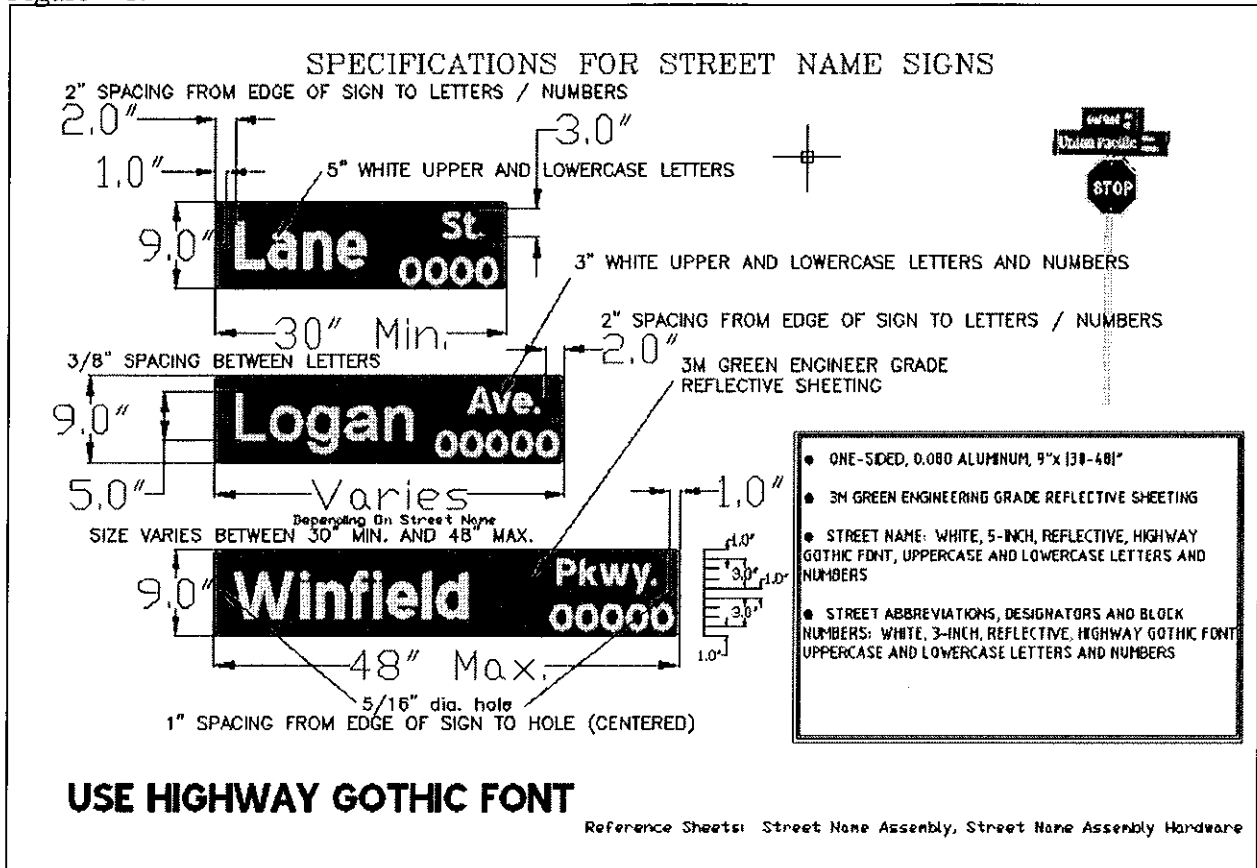 SPECIFICATIONS FOR STREET NAME SIGNS
2" SPACING FROM EDGE OF SIGN TO LETTERS / NUMBERS
2.0"
3.0"
1.0"
5" WHITE UPPER AND LOWERCASE LETTERS
9.0"
Lane
St.
0000
3" WHITE UPPER AND LOWERCASE LETTERS AND NUMBERS
30" Min.
2" SPACING FROM EDGE OF SIGN TO LETTERS / NUMBERS
2.0"
3/8" SPACING BETWEEN LETTERS
3M GREEN ENGINEER GRADE
REFLECTIVE SHEETING
9.0"
Logan
Ave.
00000
5.0"
Varies
Depending On Street Name
SIZE VARIES BETWEEN 30" MIN. AND 48" MAX.
1.0"
9.0"
Winfield
Pkwy.
00000
1.0"
3.0"
1.0"
3.0"
1.0"
48" Max.
5/16" dia. hole
1" SPACING FROM EDGE OF SIGN TO HOLE (CENTERED)
Union Pacific
STOP
ONE-SIDED, 0.080 ALUMINUM, 9"x (30-48)"
3M GREEN ENGINEERING GRADE REFLECTIVE SHEETING
STREET NAME: WHITE, 5-INCH, REFLECTIVE, HIGHWAY
GOTHIC FONT, UPPERCASE AND LOWERCASE LETTERS AND
NUMBERS
STREET ABBREVIATIONS, DESIGNATORS AND BLOCK
NUMBERS: WHITE, 3-INCH, REFLECTIVE, HIGHWAY GOTHIC FONT
UPPERCASE AND LOWERCASE LETTERS AND NUMBERS
USE HIGHWAY GOTHIC FONT
Reference Sheets: Street Name Assembly, Street Name Assembly Hardware